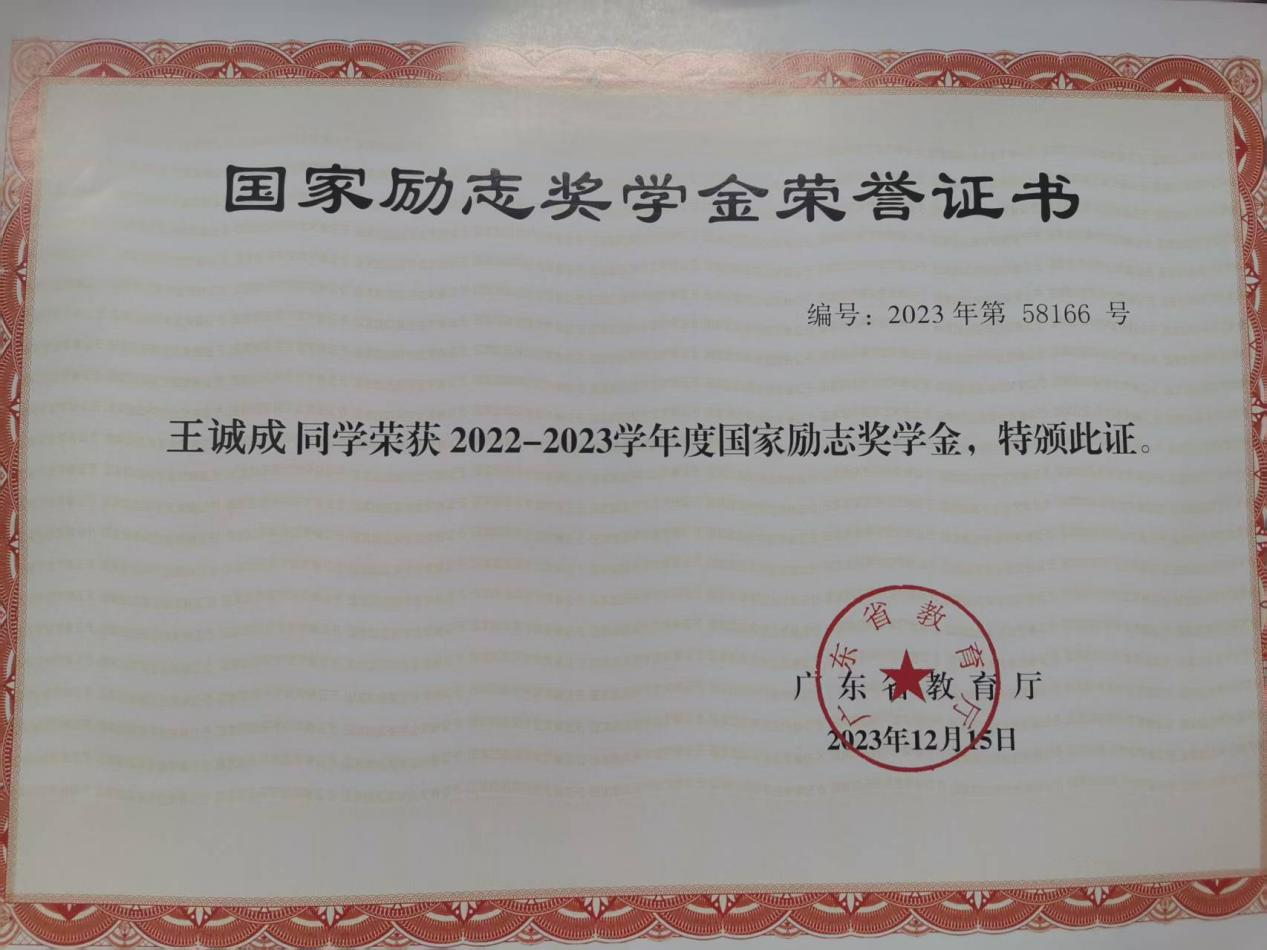 国家励志奖学金荣誉证书
编号：2023 年第 58166 号
王诚成 同学荣获 2022-2023学年度国家励志奖学金，特颁此证。
广东省教育厅
广东省教育厅
2023年12月15日